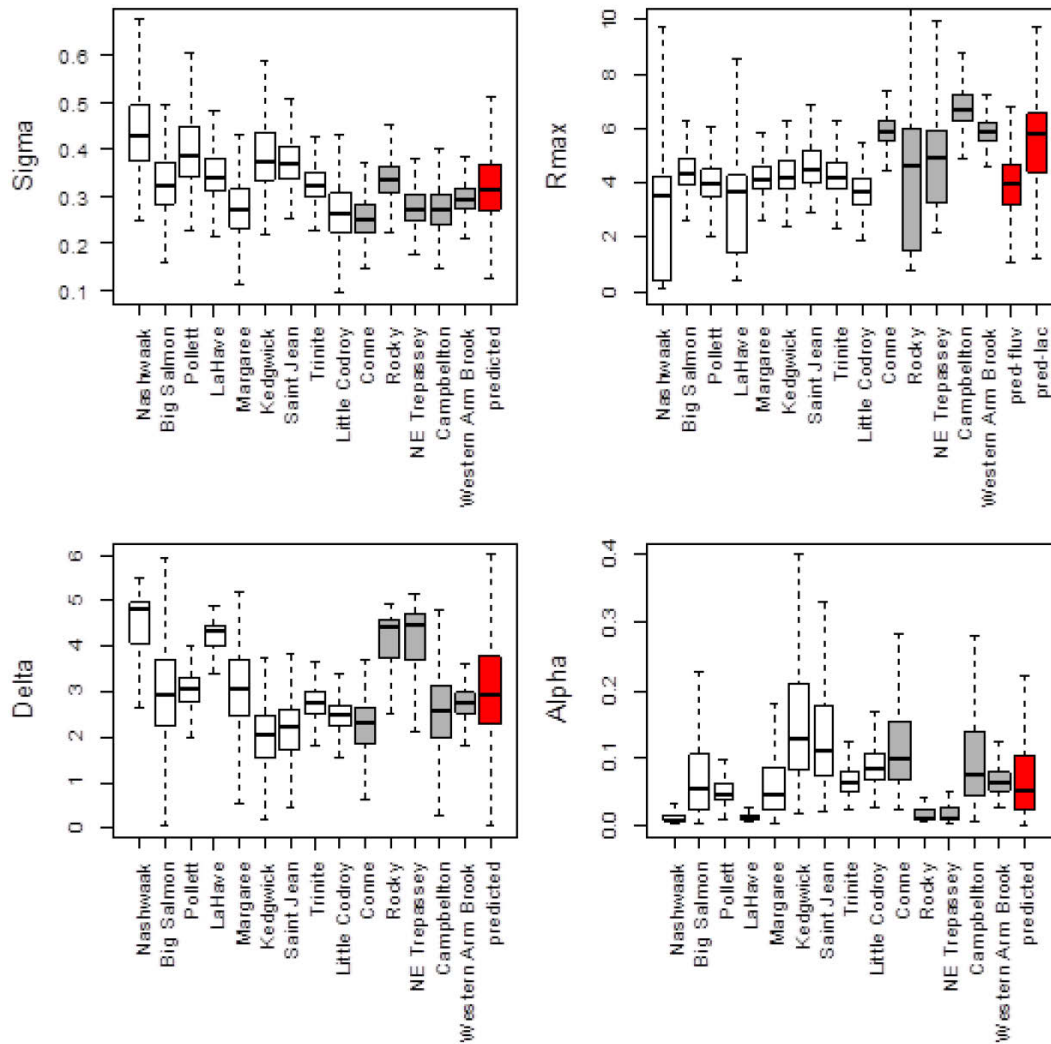 Sigma
0.6
0.5
0.4
0.3
0.2
0.1
Nashwaak
Big Salmon
Pollett
LaHave
Margaree
Kedgwick
Saint Jean
Trinite
Little Codroy
Conne
Rocky
NE Trepassey
Campbellton
Western Arm Brook
predicted
Rmax
10
8
6
4
2
0
Nashwaak
Big Salmon
Pollett
LaHave
Margaree
Kedgwick
Saint Jean
Trinite
Little Codroy
Conne
Rocky
NE Trepassey
Campbellton
Western Arm Brook
pred-fluv
pred-lac
Delta
6
5
4
3
2
1
0
Nashwaak
Big Salmon
Pollett
LaHave
Margaree
Kedgwick
Saint Jean
Trinite
Little Codroy
Conne
Rocky
NE Trepassey
Campbellton
Western Arm Brook
predicted
Alpha
0.4
0.3
0.2
0.1
0.0
Nashwaak
Big Salmon
Pollett
LaHave
Margaree
Kedgwick
Saint Jean
Trinite
Little Codroy
Conne
Rocky
NE Trepassey
Campbellton
Western Arm Brook
predicted